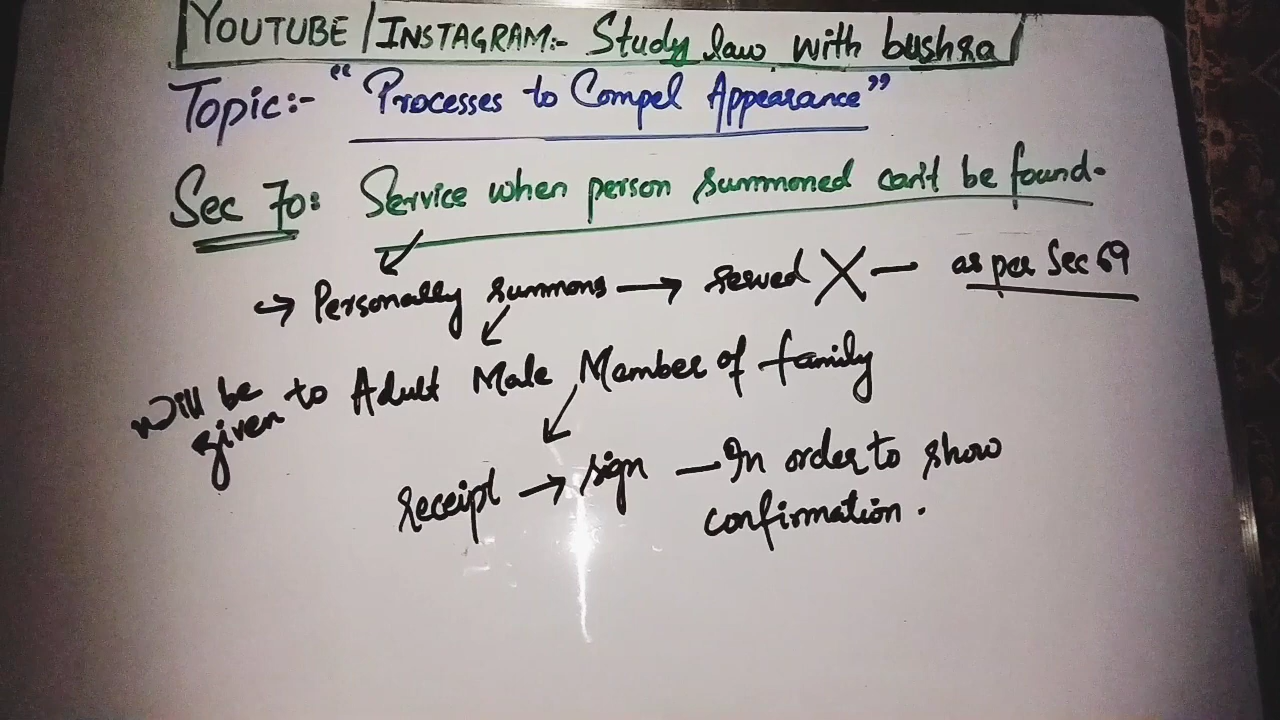 YOUTUBE/INSTAGRAM:- Study law with bushra
Topic:- "Processes to Compel Appearance"
Sec 70: Service when person summoned can't be found.
→ Personally summons → served X — as per Sec 69
will be given to Adult Male Member of family
receipt → sign — In order to show
confirmation.